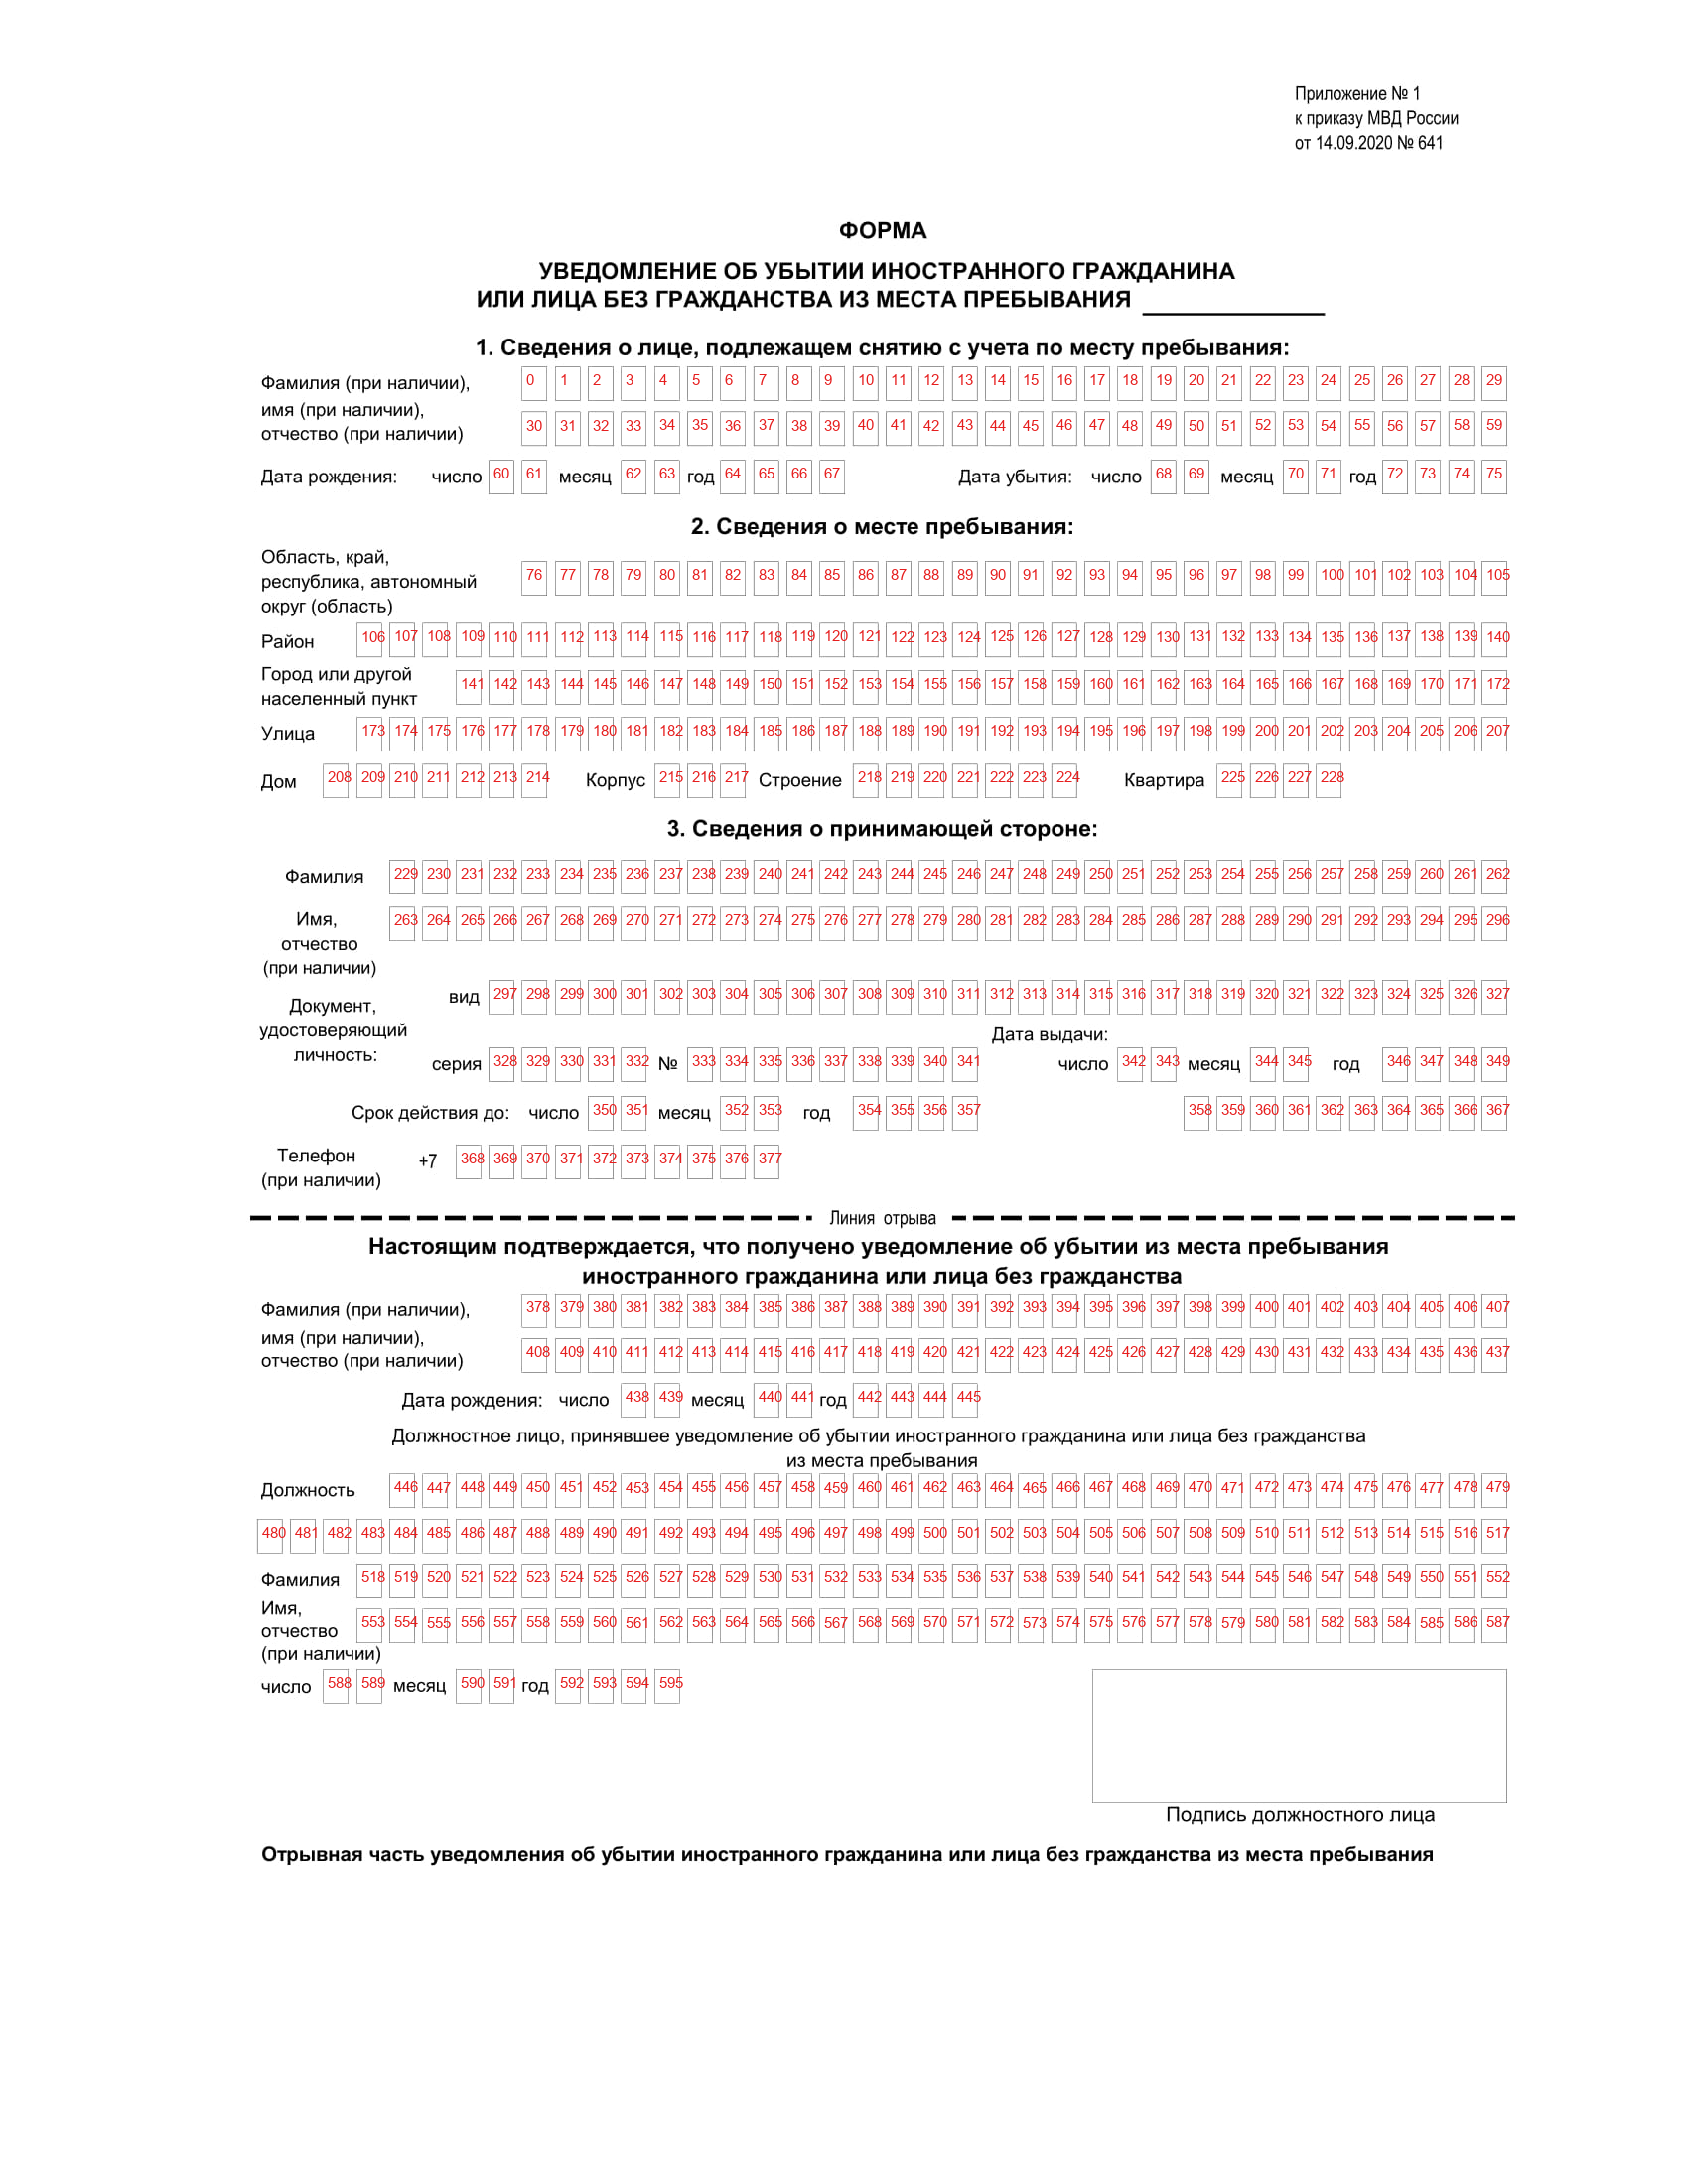 Приложение № 1
к приказу МВД России
от 14.09.2020 № 641
ФОРМА
УВЕДОМЛЕНИЕ ОБ УБЫТИИ ИНОСТРАННОГО ГРАЖДАНИНА
ИЛИ ЛИЦА БЕЗ ГРАЖДАНСТВА ИЗ МЕСТА ПРЕБЫВАНИЯ
1. Сведения о лице, подлежащем снятию с учета по месту пребывания:
Фамилия (при наличии), 0 1 2 3 4 5 6 7 8 9 10 11 12 13 14 15 16 17 18 19 20 21 22 23 24 25 26 27 28 29
имя (при наличии),
отчество (при наличии) 30 31 32 33 34 35 36 37 38 39 40 41 42 43 44 45 46 47 48 49 50 51 52 53 54 55 56 57 58 59
Дата рождения: число 60 61 месяц 62 63 год 64 65 66 67 Дата убытия: число 68 69 месяц 70 71 год 72 73 74 75
2. Сведения о месте пребывания:
Область, край,
республика, автономный 76 77 78 79 80 81 82 83 84 85 86 87 88 89 90 91 92 93 94 95 96 97 98 99 100 101 102 103 104 105
округ (область)
Район 106 107 108 109 110 111 112 113 114 115 116 117 118 119 120 121 122 123 124 125 126 127 128 129 130 131 132 133 134 135 136 137 138 139 140
Город или другой
населенный пункт 141 142 143 144 145 146 147 148 149 150 151 152 153 154 155 156 157 158 159 160 161 162 163 164 165 166 167 168 169 170 171 172
Улица 173 174 175 176 177 178 179 180 181 182 183 184 185 186 187 188 189 190 191 192 193 194 195 196 197 198 199 200 201 202 203 204 205 206 207
Дом 208 209 210 211 212 213 214 Корпус 215 216 217 Строение 218 219 220 221 222 223 224 Квартира 225 226 227 228
3. Сведения о принимающей стороне:
Фамилия 229 230 231 232 233 234 235 236 237 238 239 240 241 242 243 244 245 246 247 248 249 250 251 252 253 254 255 256 257 258 259 260 261 262
Имя, 263 264 265 266 267 268 269 270 271 272 273 274 275 276 277 278 279 280 281 282 283 284 285 286 287 288 289 290 291 292 293 294 295 296
отчество
(при наличии)
вид 297 298 299 300 301 302 303 304 305 306 307 308 309 310 311 312 313 314 315 316 317 318 319 320 321 322 323 324 325 326 327
Документ,
удостоверяющий
личность:
Дата выдачи:
серия 328 329 330 331 332 № 333 334 335 336 337 338 339 340 341 число 342 343 месяц 344 345 год 346 347 348 349
Срок действия до: число 350 351 месяц 352 353 год 354 355 356 357 358 359 360 361 362 363 364 365 366 367
Телефон +7 368 369 370 371 372 373 374 375 376 377
(при наличии)
Линия отрыва
Настоящим подтверждается, что получено уведомление об убытии из места пребывания
иностранного гражданина или лица без гражданства
Фамилия (при наличии), 378 379 380 381 382 383 384 385 386 387 388 389 390 391 392 393 394 395 396 397 398 399 400 401 402 403 404 405 406 407
имя (при наличии),
отчество (при наличии) 408 409 410 411 412 413 414 415 416 417 418 419 420 421 422 423 424 425 426 427 428 429 430 431 432 433 434 435 436 437
Дата рождения: число 438 439 месяц 440 441 год 442 443 444 445
Должностное лицо, принявшее уведомление об убытии иностранного гражданина или лица без гражданства
из места пребывания
Должность 446 447 448 449 450 451 452 453 454 455 456 457 458 459 460 461 462 463 464 465 466 467 468 469 470 471 472 473 474 475 476 477 478 479
480 481 482 483 484 485 486 487 488 489 490 491 492 493 494 495 496 497 498 499 500 501 502 503 504 505 506 507 508 509 510 511 512 513 514 515 516 517
Фамилия 518 519 520 521 522 523 524 525 526 527 528 529 530 531 532 533 534 535 536 537 538 539 540 541 542 543 544 545 546 547 548 549 550 551 552
Имя,
отчество 553 554 555 556 557 558 559 560 561 562 563 564 565 566 567 568 569 570 571 572 573 574 575 576 577 578 579 580 581 582 583 584 585 586 587
(при наличии)
число 588 589 месяц 590 591 год 592 593 594 595
Подпись должностного лица
Отрывная часть уведомления об убытии иностранного гражданина или лица без гражданства из места пребывания